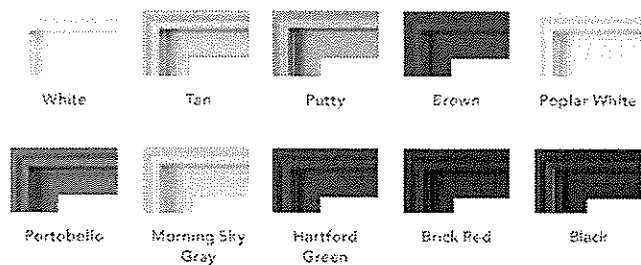 White Tan Putty Brown Poplar White
Portobello Morning Sky Gray Hartford Green Brick Red Black